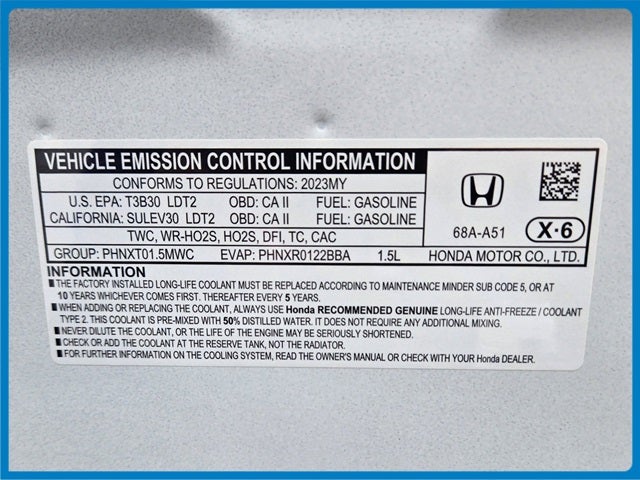 VEHICLE EMISSION CONTROL INFORMATION
CONFORMS TO REGULATIONS: 2023MY
U.S. EPA: T3B30 LDT2 OBD: CA II FUEL: GASOLINE
CALIFORNIA: SULEV30 LDT2 OBD: CA II FUEL: GASOLINE
TWC, WR-HO2S, HO2S, DFI, TC, CAC
68A-A51 X·6
GROUP: PHNXT01.5MWC EVAP: PHNXR0122BBA 1.5L HONDA MOTOR CO., LTD.
INFORMATION
■ THE FACTORY INSTALLED LONG-LIFE COOLANT MUST BE REPLACED ACCORDING TO MAINTENANCE MINDER SUB CODE 5, OR AT
10 YEARS WHICHEVER COMES FIRST. THEREAFTER EVERY 5 YEARS.
■ WHEN ADDING OR REPLACING THE COOLANT, ALWAYS USE Honda RECOMMENDED GENUINE LONG-LIFE ANTI-FREEZE / COOLANT
TYPE 2. THIS COOLANT IS PRE-MIXED WITH 50% DISTILLED WATER. IT DOES NOT REQUIRE ANY ADDITIONAL MIXING.
■ NEVER DILUTE THE COOLANT, OR THE LIFE OF THE ENGINE MAY BE SERIOUSLY SHORTENED.
■ CHECK OR ADD THE COOLANT AT THE RESERVE TANK, NOT THE RADIATOR.
■ FOR FURTHER INFORMATION ON THE COOLING SYSTEM, READ THE OWNER'S MANUAL OR CHECK WITH YOUR Honda DEALER.